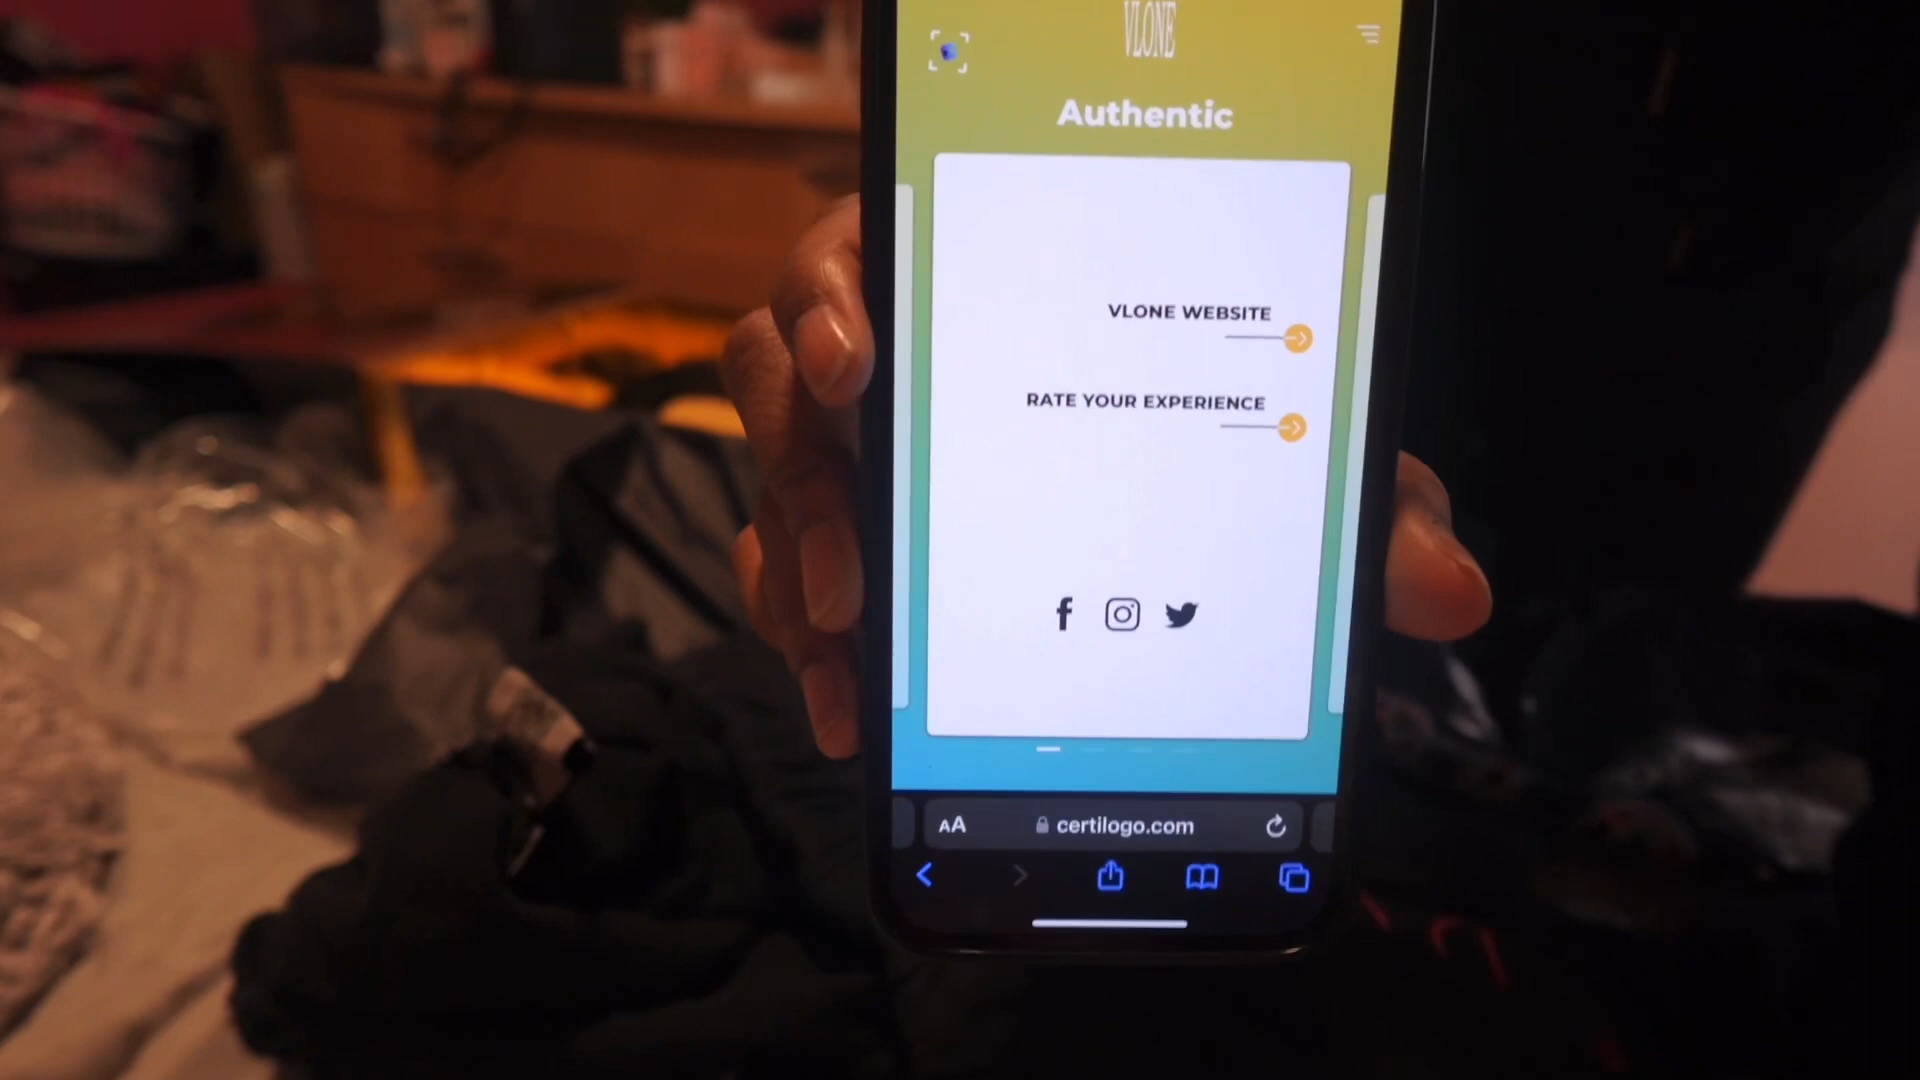 VLONE
Authentic
VLONE WEBSITE
RATE YOUR EXPERIENCE
AA
certilogo.com